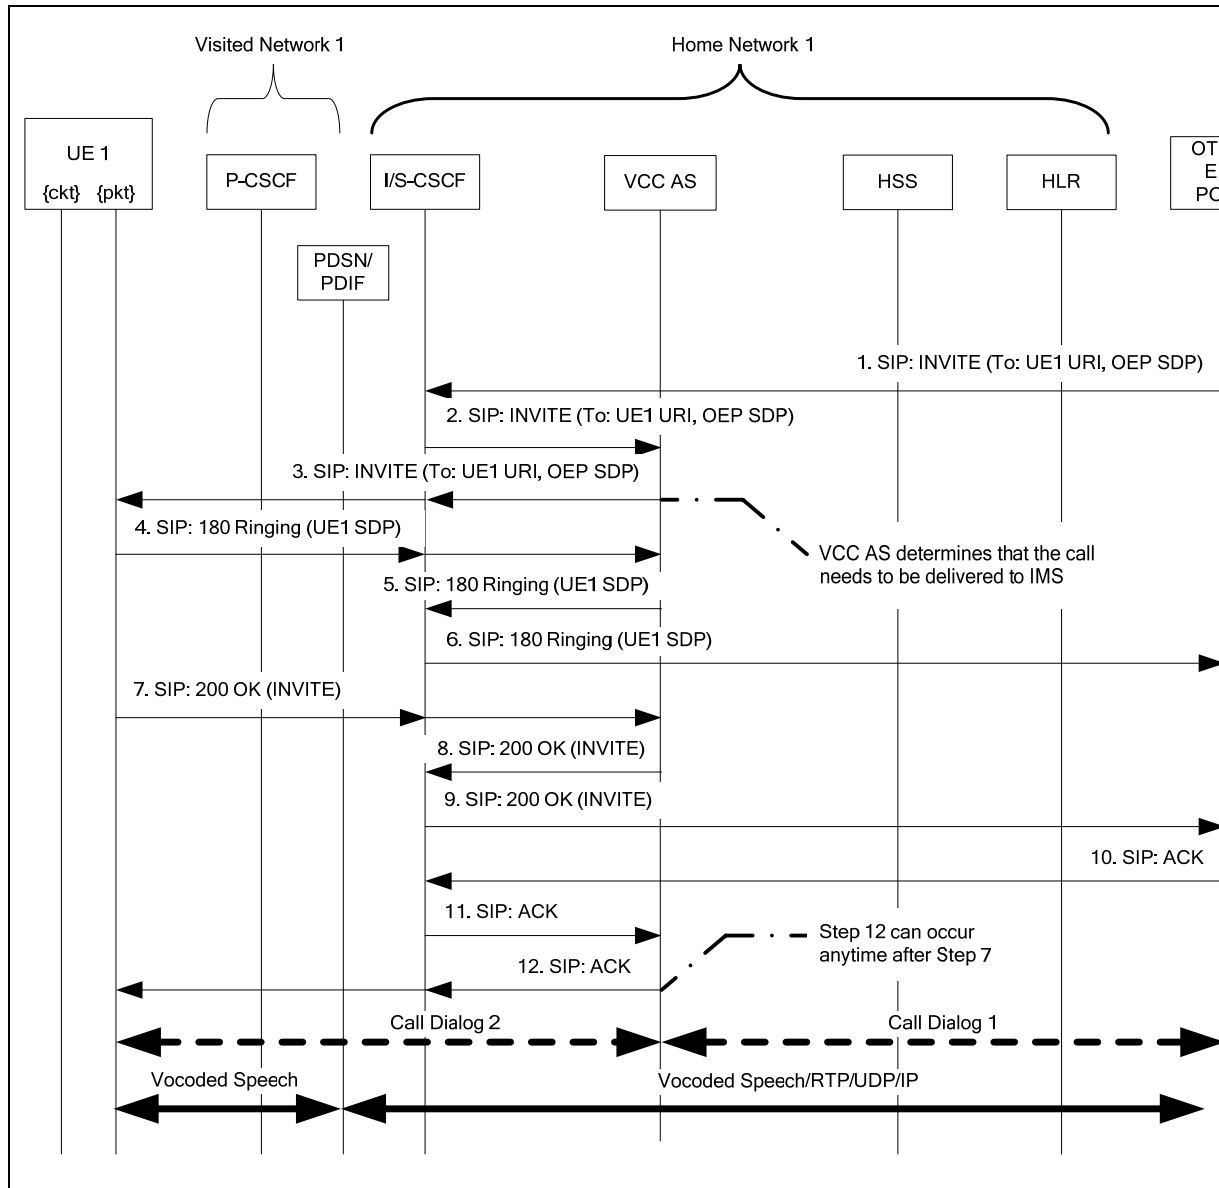 Visited Network 1
Home Network 1
UE 1
{ckt} {pkt}
P-CSCF
I/S-CSCF
VCC AS
HSS
HLR
OT
E
PO
PDSN/
PDIF
1. SIP: INVITE (To: UE1 URI, OEP SDP)
2. SIP: INVITE (To: UE1 URI, OEP SDP)
3. SIP: INVITE (To: UE1 URI, OEP SDP)
4. SIP: 180 Ringing (UE1 SDP)
VCC AS determines that the call
needs to be delivered to IMS
5. SIP: 180 Ringing (UE1 SDP)
6. SIP: 180 Ringing (UE1 SDP)
7. SIP: 200 OK (INVITE)
8. SIP: 200 OK (INVITE)
9. SIP: 200 OK (INVITE)
10. SIP: ACK
11. SIP: ACK
Step 12 can occur
anytime after Step 7
12. SIP: ACK
Call Dialog 2
Call Dialog 1
Vocoded Speech
Vocoded Speech/RTP/UDP/IP